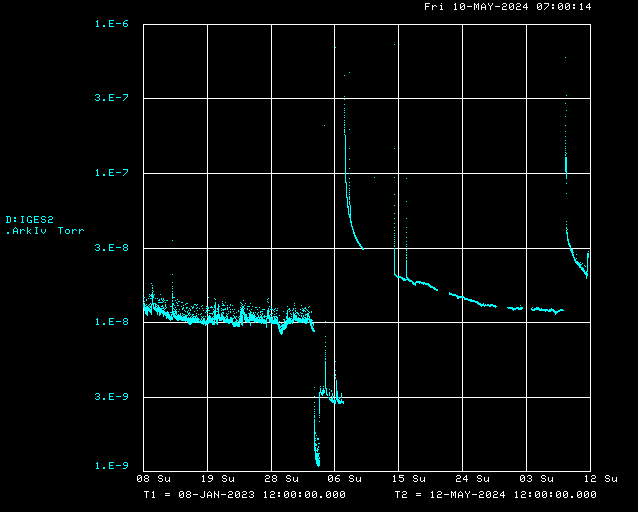 Fri 10-MAY-2024 07:00:14
1.E-6
3.E-7
1.E-7
D:IGES2
.ArkIv Torr
3.E-8
1.E-8
3.E-9
1.E-9
08 Su 19 Su 28 Su 06 Su 15 Su 24 Su 03 Su 12 Su
T1 = 08-JAN-2023 12:00:00.000 T2 = 12-MAY-2024 12:00:00.000